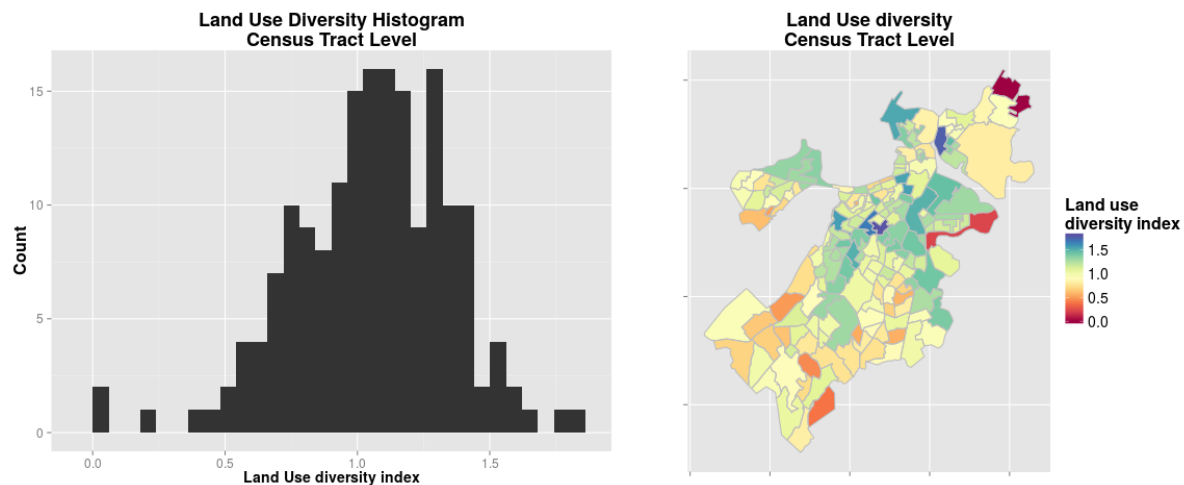 Land Use Diversity Histogram
Census Tract Level
Count
15
10
5
0
0.0 0.5 1.0 1.5
Land Use diversity index
Land Use diversity
Census Tract Level
Land use
diversity index
1.5
1.0
0.5
0.0